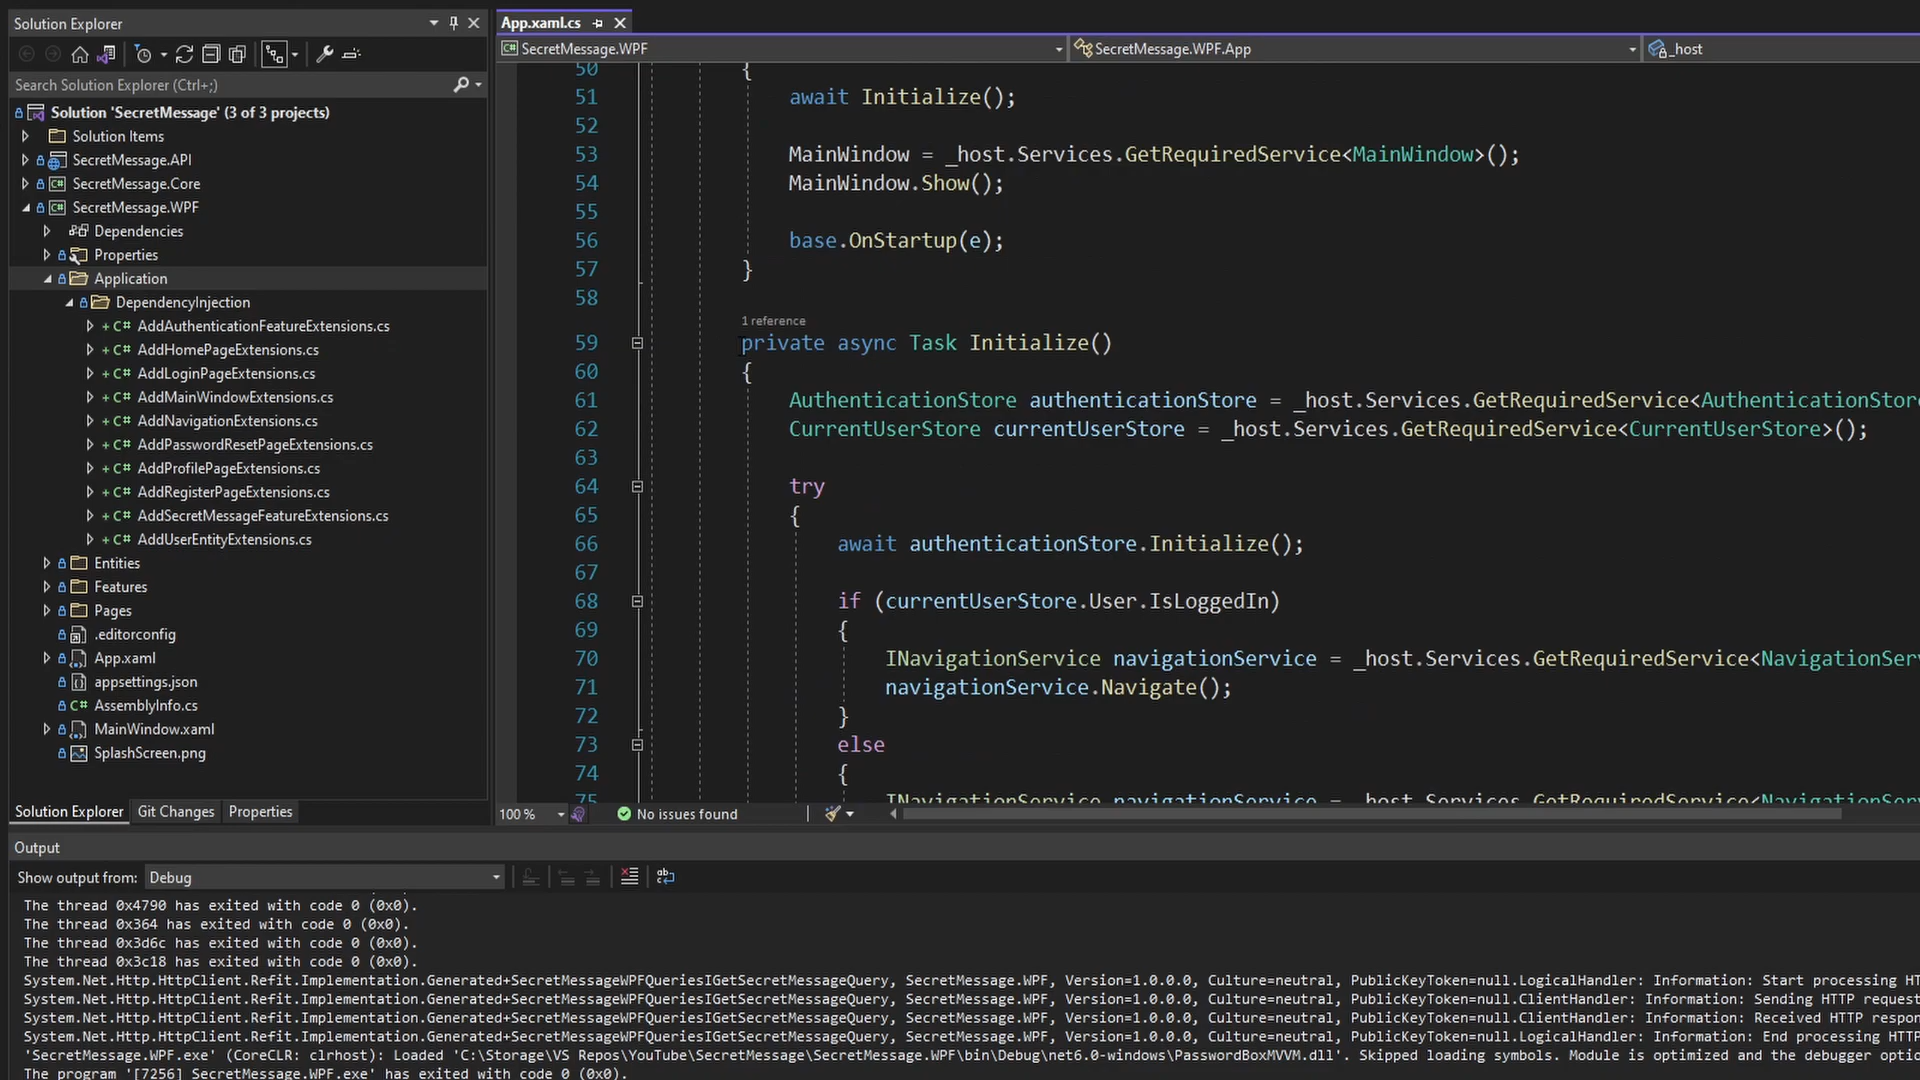 Solution Explorer
Search Solution Explorer (Ctrl+;)
Solution 'SecretMessage' (3 of 3 projects)
Solution Items
SecretMessage.API
SecretMessage.Core
SecretMessage.WPF
Dependencies
Properties
Application
DependencyInjection
+ C# AddAuthenticationFeatureExtensions.cs
+ C# AddHomePageExtensions.cs
+ C# AddLoginPageExtensions.cs
+ C# AddMainWindowExtensions.cs
+ C# AddNavigationExtensions.cs
+ C# AddPasswordResetPageExtensions.cs
+ C# AddProfilePageExtensions.cs
+ C# AddRegisterPageExtensions.cs
+ C# AddSecretMessageFeatureExtensions.cs
+ C# AddUserEntityExtensions.cs
Entities
Features
Pages
.editorconfig
App.xaml
appsettings.json
C# AssemblyInfo.cs
MainWindow.xaml
SplashScreen.png
Solution Explorer Git Changes Properties
App.xaml.cs
C# SecretMessage.WPF SecretMessage.WPF.App _host
50 {
51 await Initialize();
52
53 MainWindow = _host.Services.GetRequiredService<MainWindow>();
54 MainWindow.Show();
55
56 base.OnStartup(e);
57 }
58
1 reference
59 private async Task Initialize()
60 {
61 AuthenticationStore authenticationStore = _host.Services.GetRequiredService<AuthenticationStore
62 CurrentUserStore currentUserStore = _host.Services.GetRequiredService<CurrentUserStore>();
63
64 try
65 {
66 await authenticationStore.Initialize();
67
68 if (currentUserStore.User.IsLoggedIn)
69 {
70 INavigationService navigationService = _host.Services.GetRequiredService<NavigationServ
71 navigationService.Navigate();
72 }
73 else
74 {
75 INavigationService navigationService = _host.Services.GetRequiredService<NavigationServ
100 % No issues found
Output
Show output from: Debug
The thread 0x4790 has exited with code 0 (0x0).
The thread 0x364 has exited with code 0 (0x0).
The thread 0x3d6c has exited with code 0 (0x0).
The thread 0x3c18 has exited with code 0 (0x0).
System.Net.Http.HttpClient.Refit.Implementation.Generated+SecretMessageWPFQueriesIGetSecretMessageQuery, SecretMessage.WPF, Version=1.0.0.0, Culture=neutral, PublicKeyToken=null.LogicalHandler: Information: Start processing HT
System.Net.Http.HttpClient.Refit.Implementation.Generated+SecretMessageWPFQueriesIGetSecretMessageQuery, SecretMessage.WPF, Version=1.0.0.0, Culture=neutral, PublicKeyToken=null.ClientHandler: Information: Sending HTTP request
System.Net.Http.HttpClient.Refit.Implementation.Generated+SecretMessageWPFQueriesIGetSecretMessageQuery, SecretMessage.WPF, Version=1.0.0.0, Culture=neutral, PublicKeyToken=null.ClientHandler: Information: Received HTTP respon
System.Net.Http.HttpClient.Refit.Implementation.Generated+SecretMessageWPFQueriesIGetSecretMessageQuery, SecretMessage.WPF, Version=1.0.0.0, Culture=neutral, PublicKeyToken=null.LogicalHandler: Information: End processing HTTP
'SecretMessage.WPF.exe' (CoreCLR: clrhost): Loaded 'C:\Storage\VS Repos\YouTube\SecretMessage\SecretMessage.WPF\bin\Debug\net6.0-windows\PasswordBoxMVVM.dll'. Skipped loading symbols. Module is optimized and the debugger optio
The program '[7256] SecretMessage.WPF.exe' has exited with code 0 (0x0).